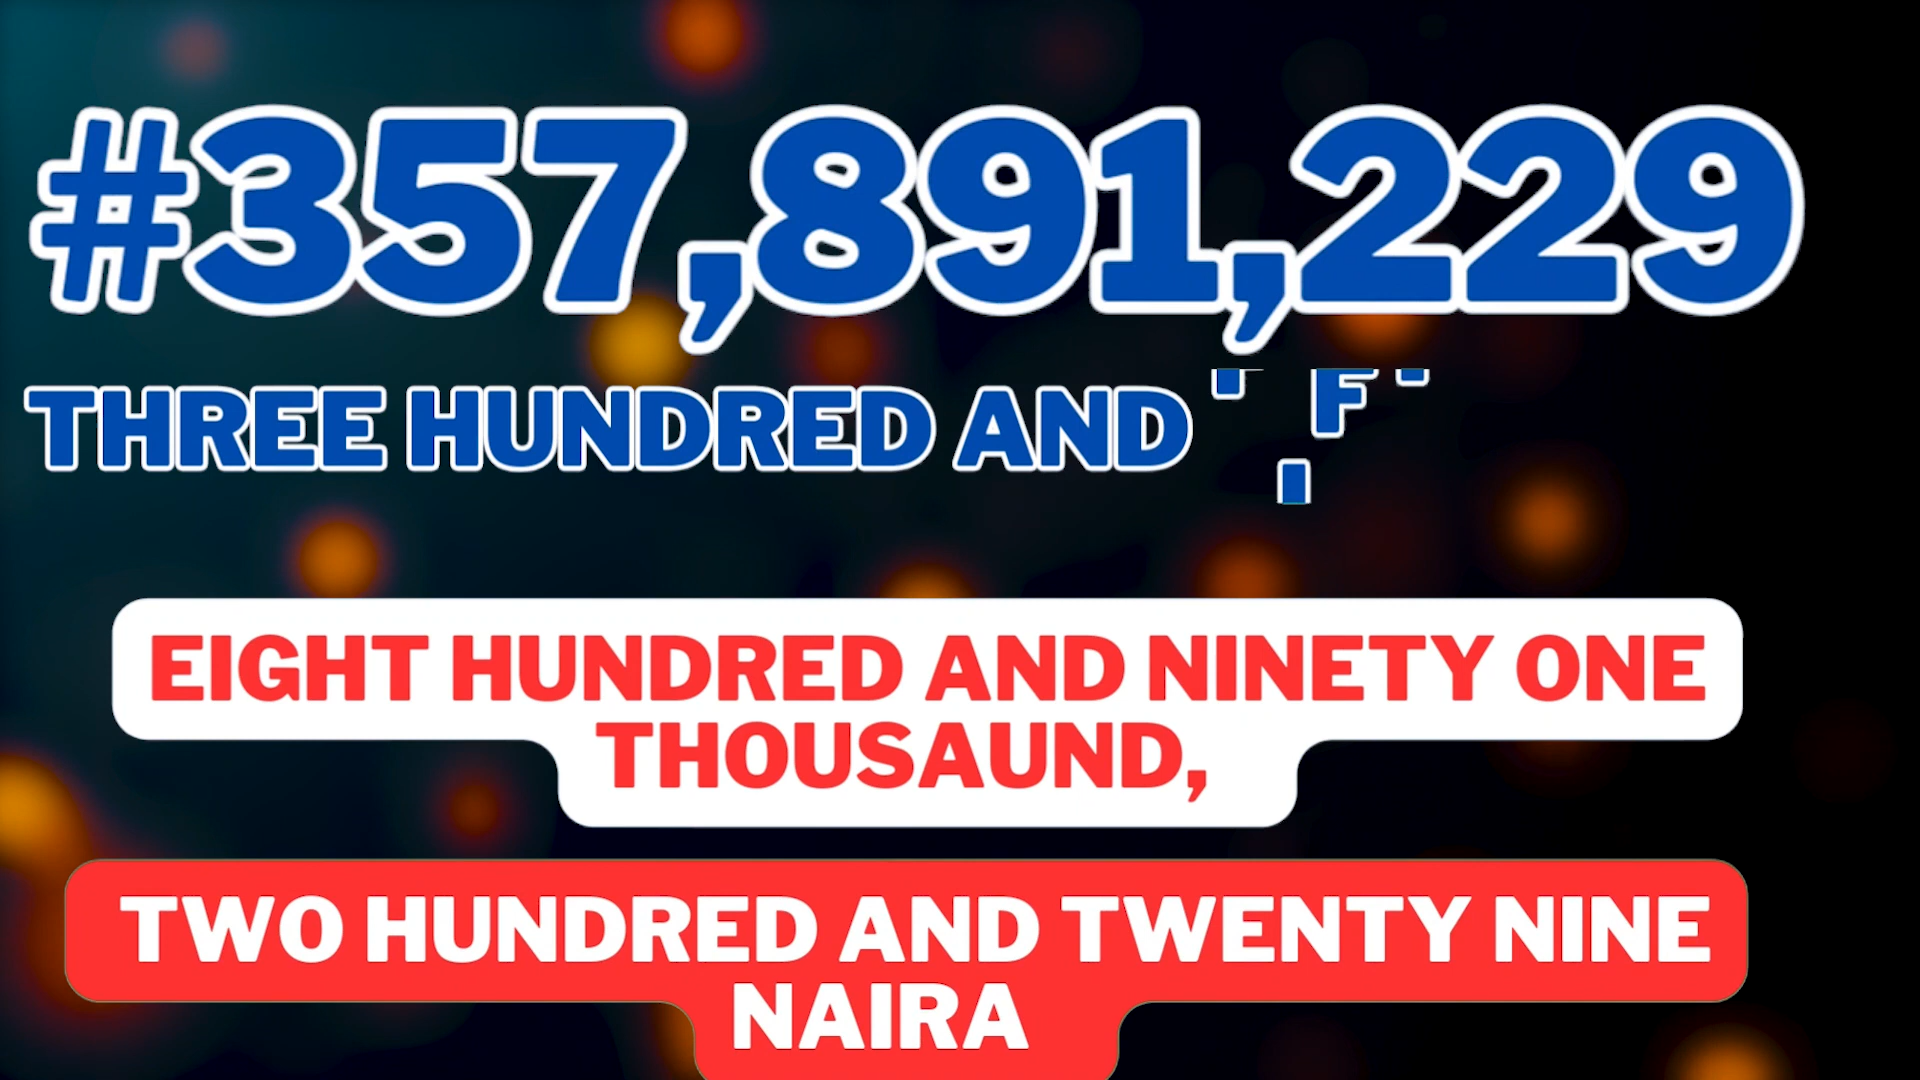 #357,891,229
THREE HUNDRED AND
EIGHT HUNDRED AND NINETY ONE
THOUSAUND,
TWO HUNDRED AND TWENTY NINE
NAIRA